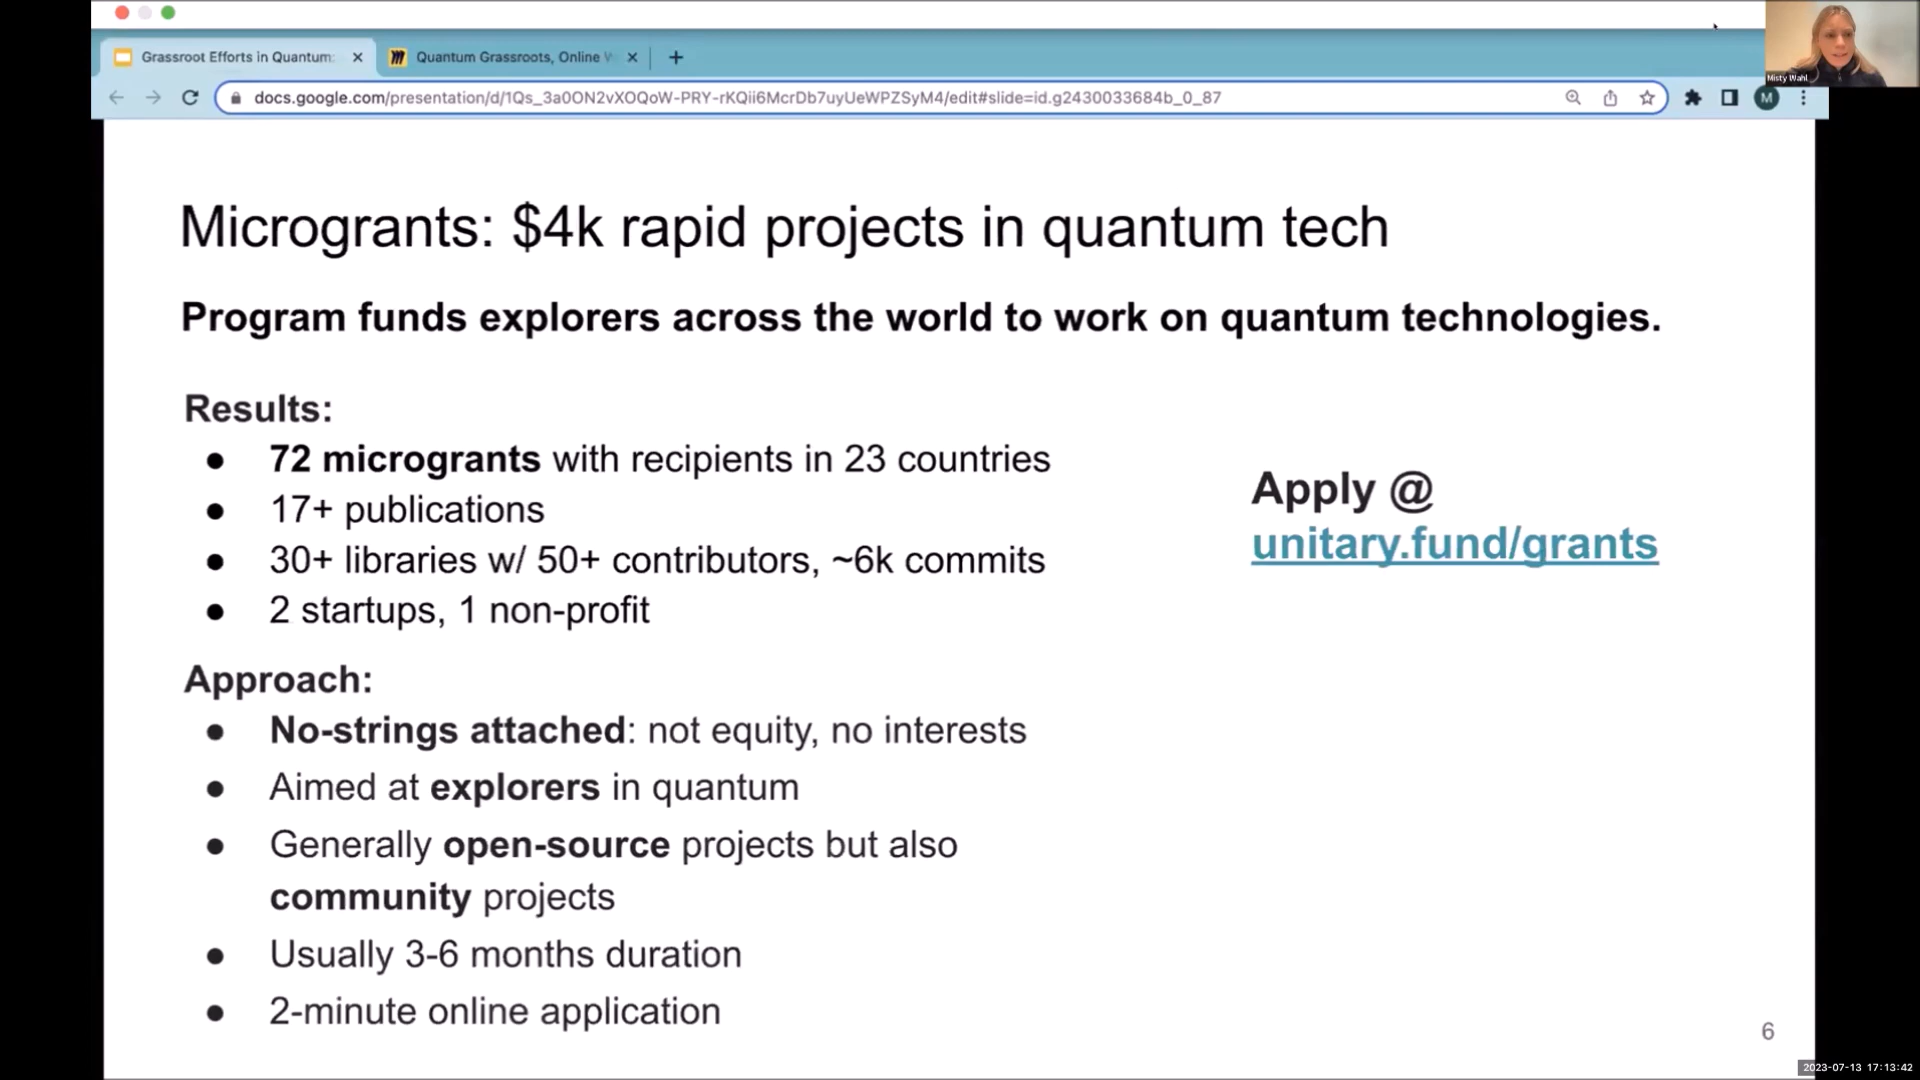 Grassroot Efforts in Quantum:
Quantum Grassroots, Online W
docs.google.com/presentation/d/1Qs_3a0ON2vXOQoW-PRY-rKQii6McrDb7uyUeWPZSyM4/edit#slide=id.g2430033684b_0_87
M
Misty Wahl
Microgrants: $4k rapid projects in quantum tech
Program funds explorers across the world to work on quantum technologies.
Results:
● 72 microgrants with recipients in 23 countries
● 17+ publications
● 30+ libraries w/ 50+ contributors, ~6k commits
● 2 startups, 1 non-profit
Apply @
unitary.fund/grants
Approach:
● No-strings attached: not equity, no interests
● Aimed at explorers in quantum
● Generally open-source projects but also
community projects
● Usually 3-6 months duration
● 2-minute online application
6
2023-07-13 17:13:42